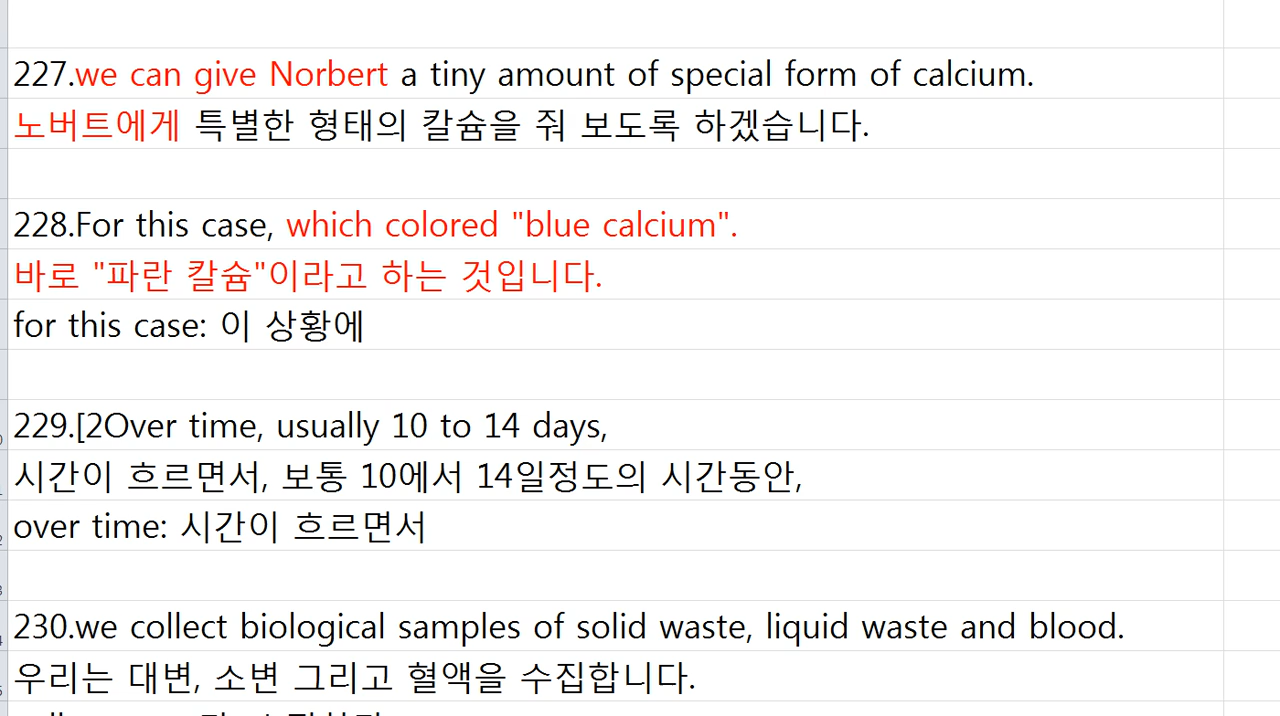 227.we can give Norbert a tiny amount of special form of calcium.
노버트에게 특별한 형태의 칼슘을 줘 보도록 하겠습니다.
228.For this case, which colored "blue calcium".
바로 "파란 칼슘"이라고 하는 것입니다.
for this case: 이 상황에
229.[2Over time, usually 10 to 14 days,
시간이 흐르면서, 보통 10에서 14일정도의 시간동안,
over time: 시간이 흐르면서
230.we collect biological samples of solid waste, liquid waste and blood.
우리는 대변, 소변 그리고 혈액을 수집합니다.